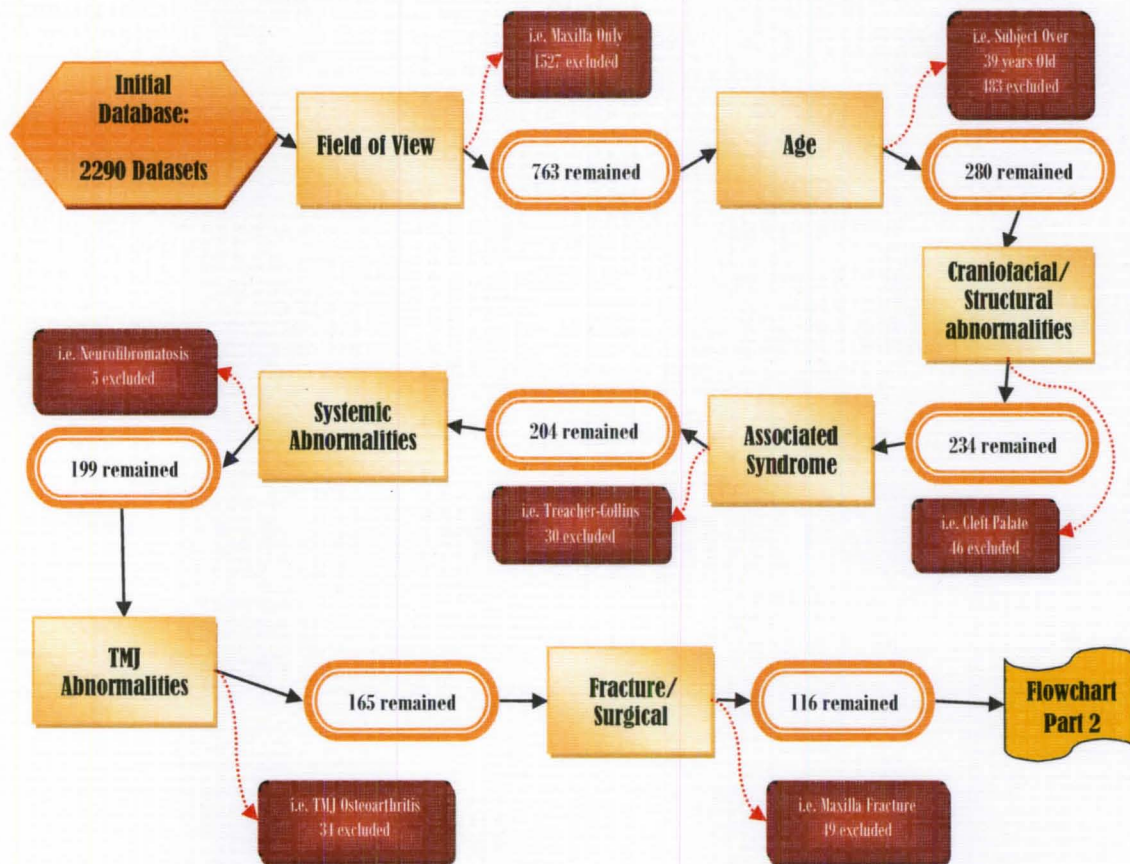 Initial
Database:
2290 Datasets
Field of View
i.e. Maxilla Only
1527 excluded
763 remained
Age
i.e. Subject Over
39 years Old
483 excluded
280 remained
Craniofacial/
Structural
abnormalities
i.e. Cleft Palate
46 excluded
234 remained
Associated
Syndrome
i.e. Treacher-Collins
30 excluded
204 remained
Systemic
Abnormalities
i.e. Neurofibromatosis
5 excluded
199 remained
TMJ
Abnormalities
i.e. TMJ Osteoarthritis
34 excluded
165 remained
Fracture/
Surgical
i.e. Maxilla Fracture
49 excluded
116 remained
Flowchart
Part 2